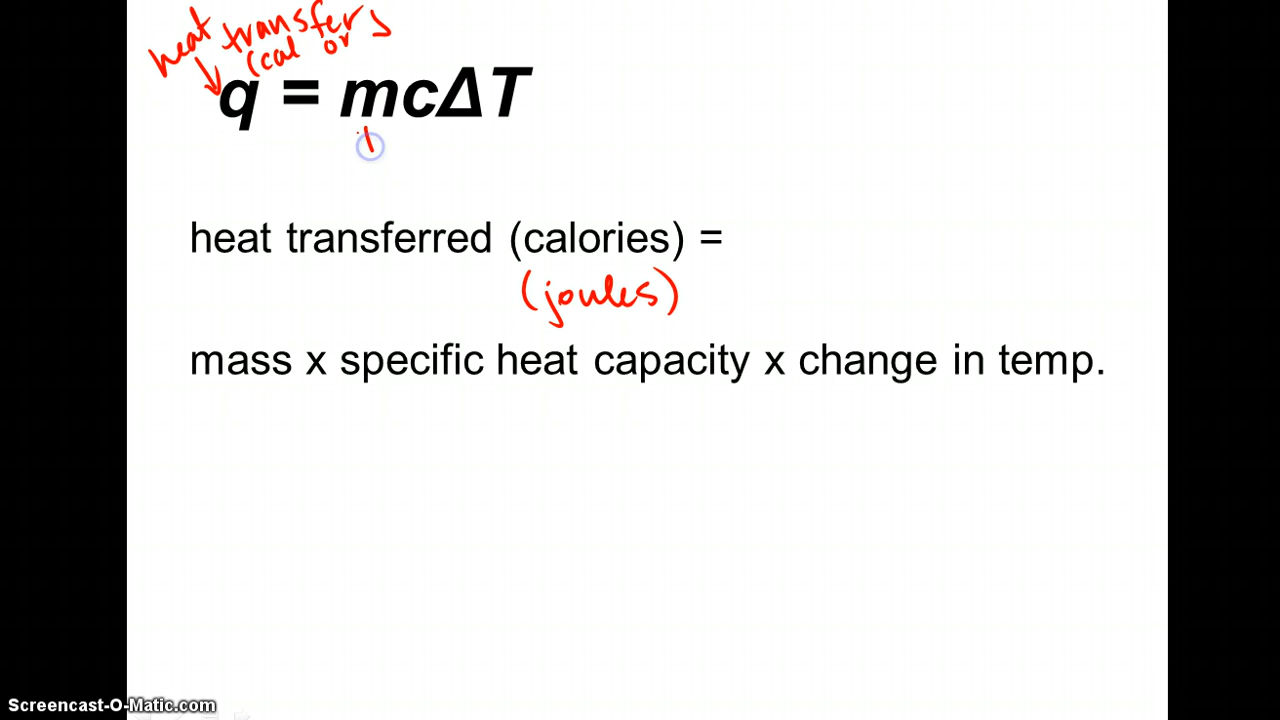 heat transfer
(cal or J
q = mcΔT
heat transferred (calories) =
(joules)
mass x specific heat capacity x change in temp.
Screencast-O-Matic.com